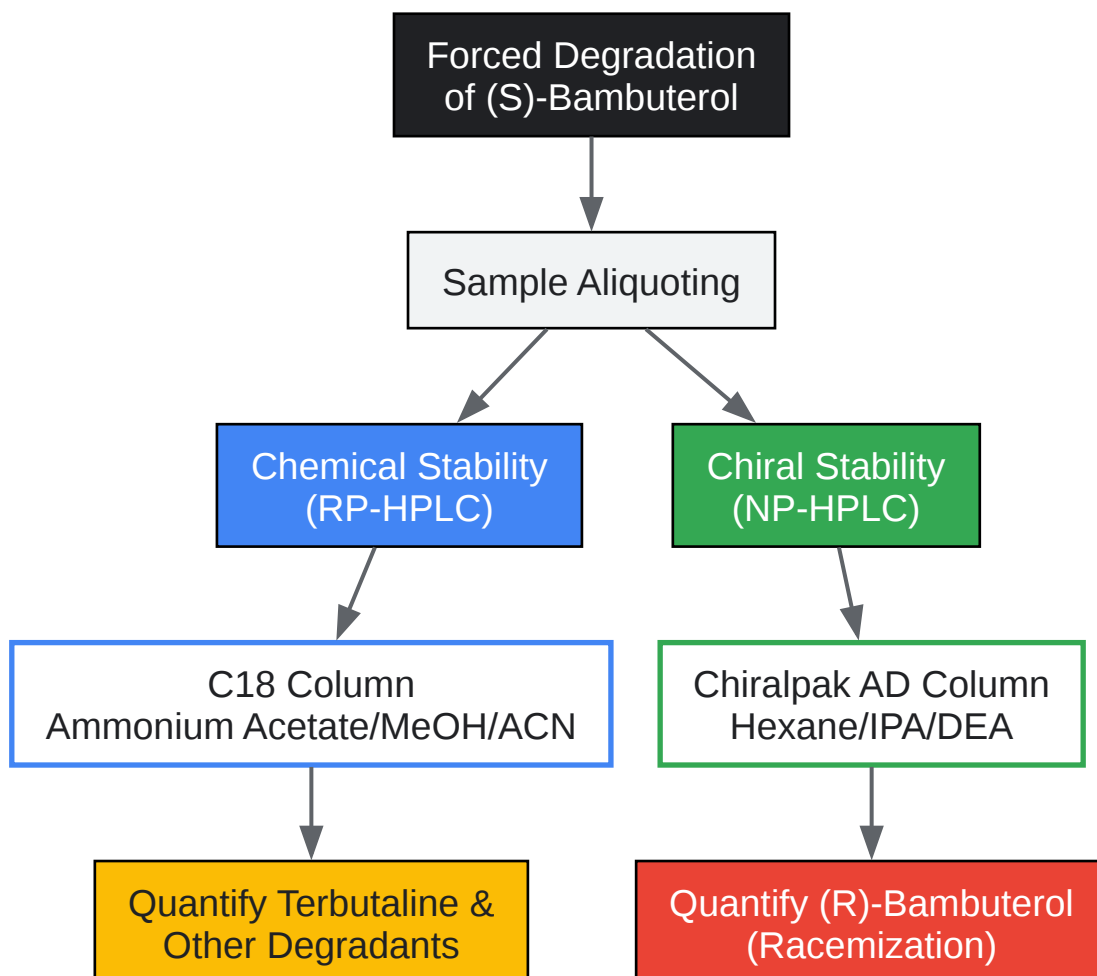 Forced Degradation
of (S)-Bambuterol
Sample Aliquoting
Chemical Stability
(RP-HPLC)
Chiral Stability
(NP-HPLC)
C18 Column
Ammonium Acetate/MeOH/ACN
Chiralpak AD Column
Hexane/IPA/DEA
Quantify Terbutaline &
Other Degradants
Quantify (R)-Bambuterol
(Racemization)